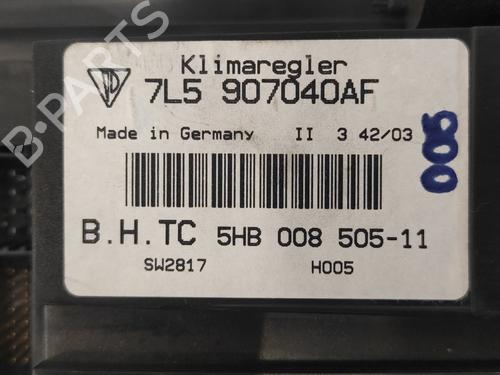 Klimaregler
7L5 907040AF
Made in Germany II 3 42/03
008
B.H.TC 5HB 008 505-11
SW2817 H005
B-Parts